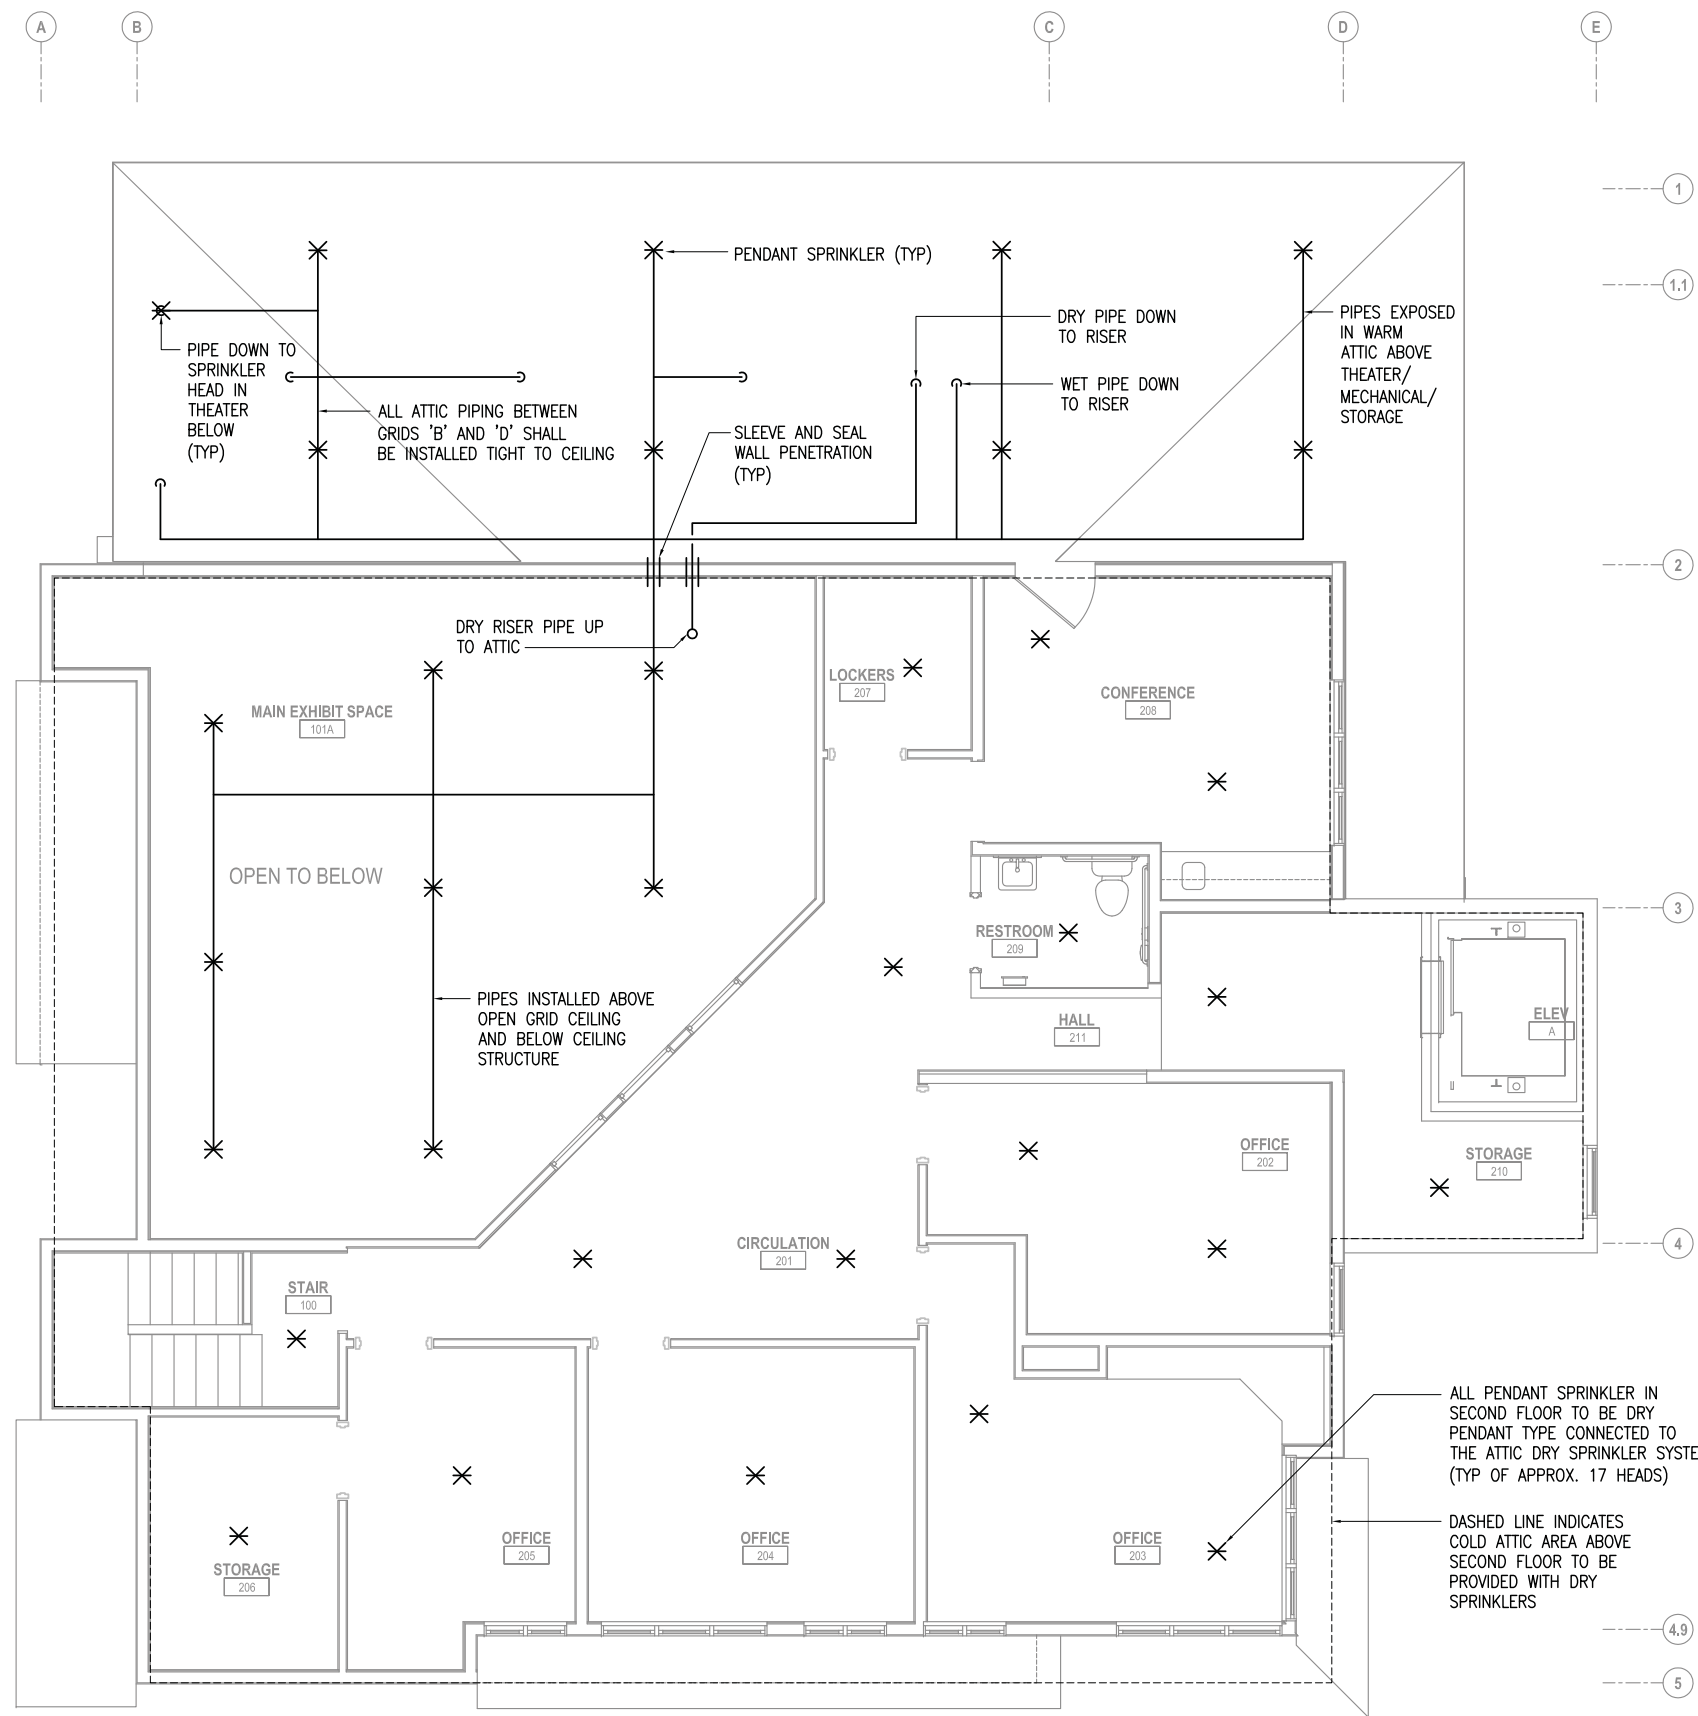 A
B
C
D
E
1
PENDANT SPRINKLER (TYP)
1.1
PIPES EXPOSED
IN WARM
ATTIC ABOVE
THEATER/
MECHANICAL/
STORAGE
DRY PIPE DOWN
TO RISER
PIPE DOWN TO
SPRINKLER
HEAD IN
THEATER
BELOW
(TYP)
WET PIPE DOWN
TO RISER
ALL ATTIC PIPING BETWEEN
GRIDS 'B' AND 'D' SHALL
BE INSTALLED TIGHT TO CEILING
SLEEVE AND SEAL
WALL PENETRATION
(TYP)
2
DRY RISER PIPE UP
TO ATTIC
LOCKERS
207
CONFERENCE
208
MAIN EXHIBIT SPACE
101A
OPEN TO BELOW
3
RESTROOM
209
PIPES INSTALLED ABOVE
OPEN GRID CEILING
AND BELOW CEILING
STRUCTURE
HALL
211
ELEV
A
OFFICE
202
STORAGE
210
CIRCULATION
201
4
STAIR
100
ALL PENDANT SPRINKLER IN
SECOND FLOOR TO BE DRY
PENDANT TYPE CONNECTED TO
THE ATTIC DRY SPRINKLER SYSTE
(TYP OF APPROX. 17 HEADS)
DASHED LINE INDICATES
COLD ATTIC AREA ABOVE
SECOND FLOOR TO BE
PROVIDED WITH DRY
SPRINKLERS
OFFICE
205
OFFICE
204
OFFICE
203
STORAGE
206
4.9
5